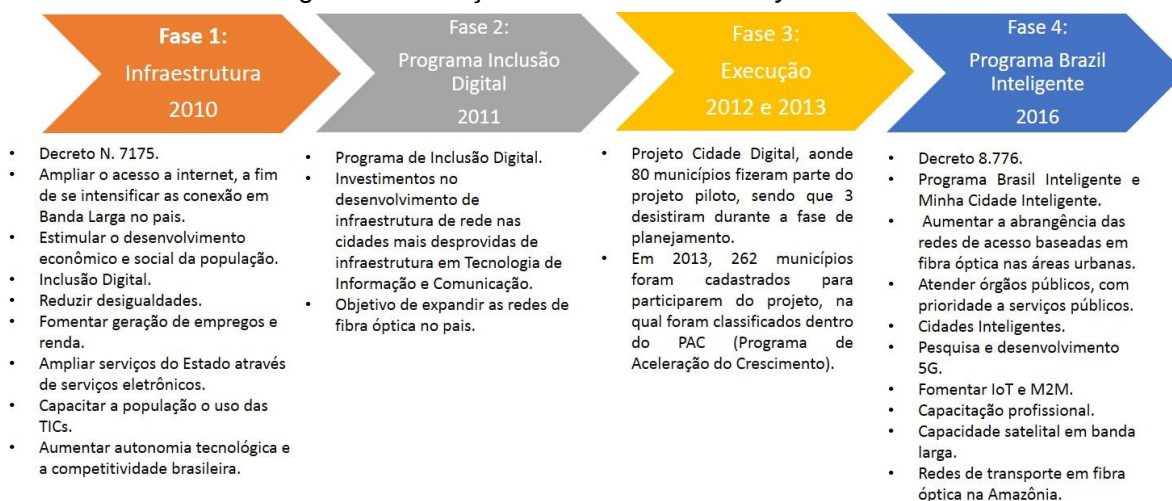 Fase 1:
Infraestrutura
2010
Fase 2:
Programa Inclusão
Digital
2011
Fase 3:
Execução
2012 e 2013
Fase 4:
Programa Brazil
Inteligente
2016
• Decreto N. 7175.
• Ampliar o acesso a internet, a fim
de se intensificar as conexão em
Banda Larga no pais.
• Estimular o desenvolvimento
econômico e social da população.
• Inclusão Digital.
• Reduzir desigualdades.
• Fomentar geração de empregos e
renda.
• Ampliar serviços do Estado através
de serviços eletrônicos.
• Capacitar a população o uso das
TICs.
• Aumentar autonomia tecnológica e
a competitividade brasileira.
• Programa de Inclusão Digital.
• Investimentos no
desenvolvimento de
infraestrutura de rede nas
cidades mais desprovidas de
infraestrutura em Tecnologia de
Informação e Comunicação.
• Objetivo de expandir as redes de
fibra óptica no pais.
• Projeto Cidade Digital, aonde
80 municípios fizeram parte do
projeto piloto, sendo que 3
desistiram durante a fase de
planejamento.
• Em 2013, 262 municípios
foram cadastrados para
participarem do projeto, na
qual foram classificados dentro
do PAC (Programa de
Aceleração do Crescimento).
• Decreto 8.776.
• Programa Brasil Inteligente e
Minha Cidade Inteligente.
• Aumentar a abrangência das
redes de acesso baseadas em
fibra óptica nas áreas urbanas.
• Atender órgãos públicos, com
prioridade a serviços públicos.
• Cidades Inteligentes.
• Pesquisa e desenvolvimento
5G.
• Fomentar IoT e M2M.
• Capacitação profissional.
• Capacidade satelital em banda
larga.
• Redes de transporte em fibra
óptica na Amazônia.